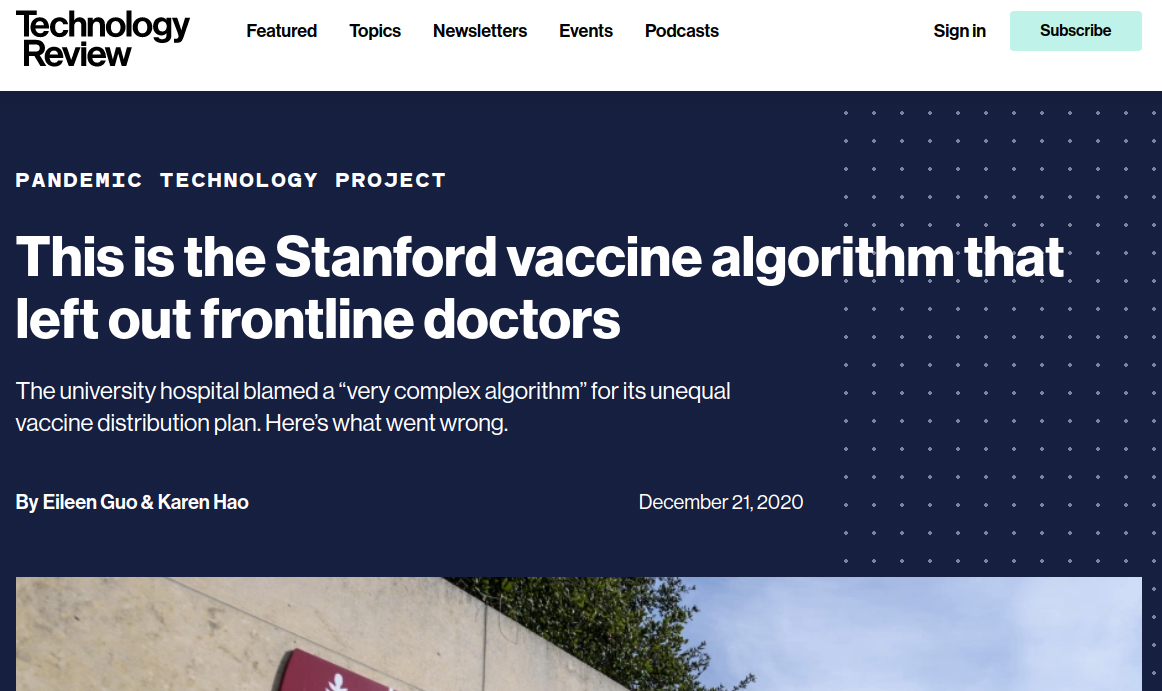 Technology
Review
Featured Topics Newsletters Events Podcasts Sign in Subscribe
PANDEMIC TECHNOLOGY PROJECT
This is the Stanford vaccine algorithm that
left out frontline doctors
The university hospital blamed a “very complex algorithm” for its unequal
vaccine distribution plan. Here’s what went wrong.
By Eileen Guo & Karen Hao December 21, 2020